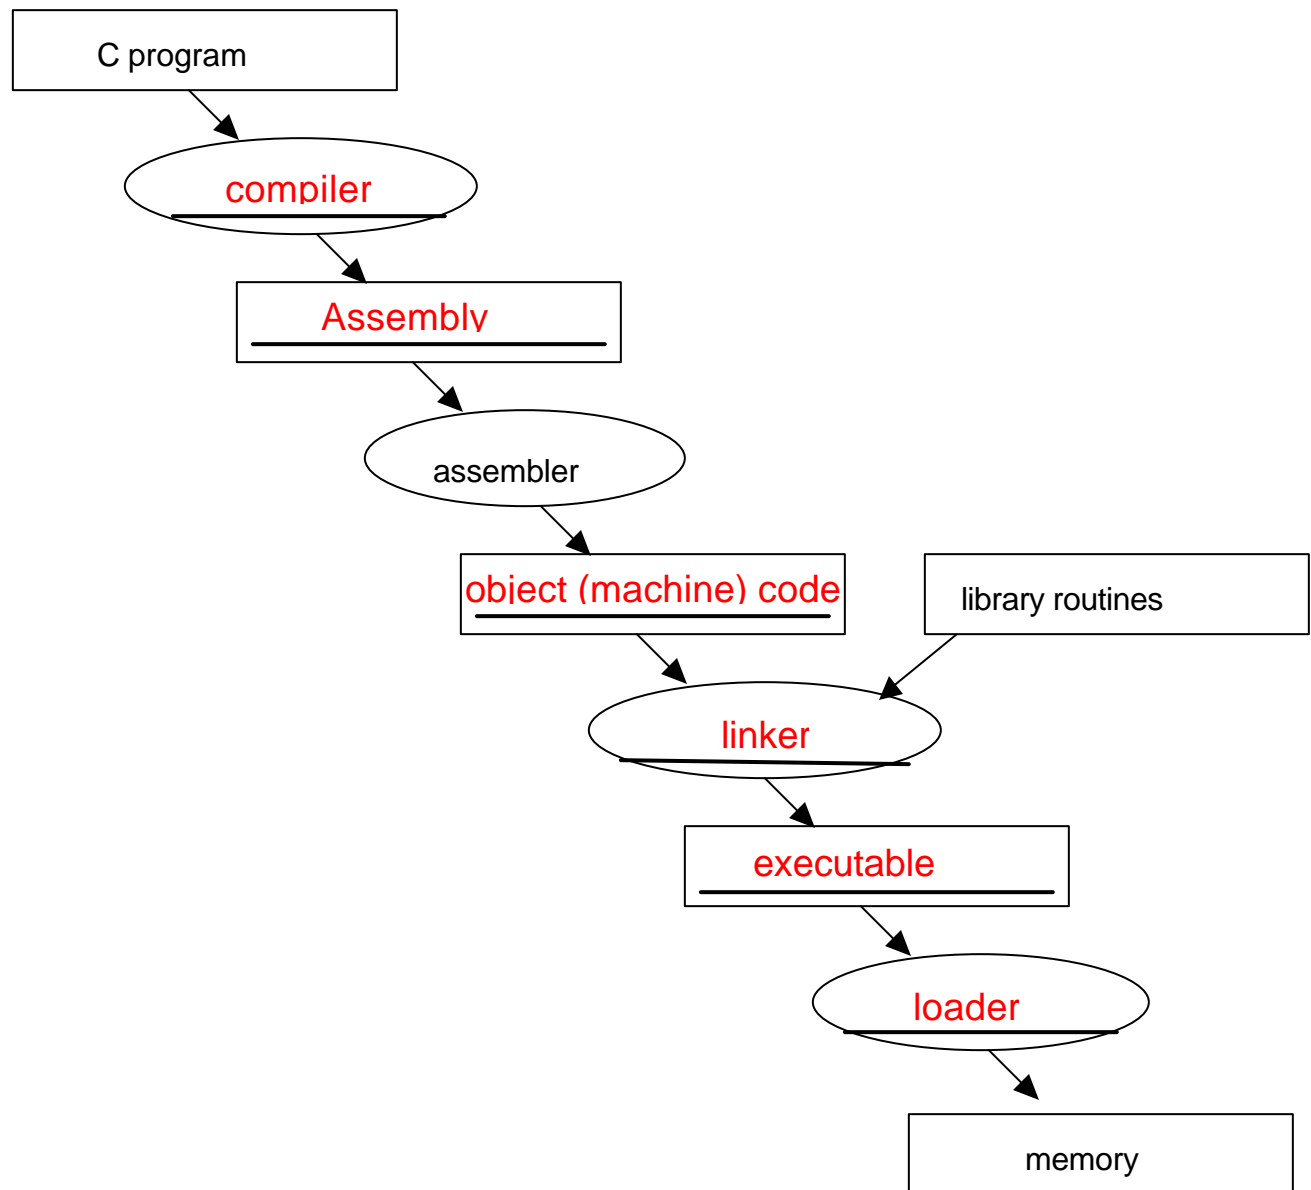 C program
compiler
Assembly
assembler
object (machine) code
library routines
linker
executable
loader
memory